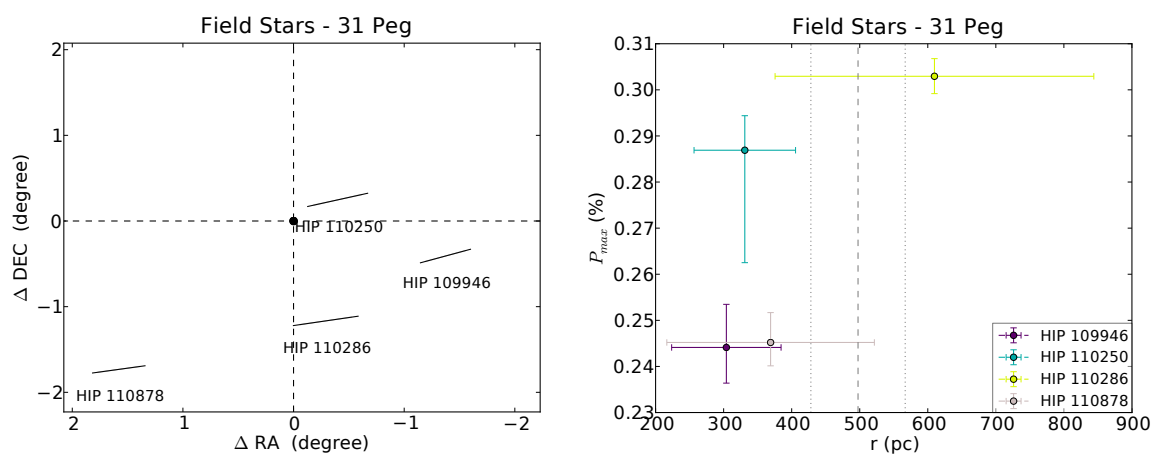 Field Stars - 31 Peg
2
1
0
−1
−2
Δ DEC (degree)
HIP 110250
HIP 109946
HIP 110286
HIP 110878
2
1
0
−1
−2
Δ RA (degree)
Field Stars - 31 Peg
0.31
0.30
0.29
0.28
0.27
0.26
0.25
0.24
0.23
P_max (%)
HIP 109946
HIP 110250
HIP 110286
HIP 110878
200
300
400
500
600
700
800
900
r (pc)